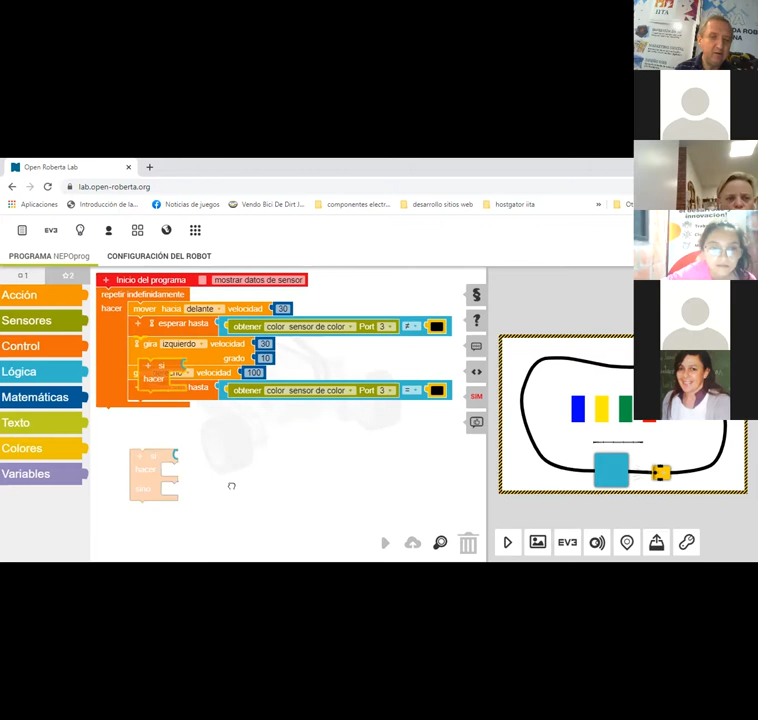 IITA
Open Roberta Lab
lab.open-roberta.org
Aplicaciones
Introducción de la...
Noticias de juegos
Vendo Bici De Dirt J...
componentes electr...
desarrollo sitios web
hostgator iita
»
EV3
PROGRAMA NEPOprog
CONFIGURACIÓN DEL ROBOT
1
2
Acción
Sensores
Control
Lógica
Matemáticas
Texto
Colores
Variables
+ Inicio del programa mostrar datos de sensor
repetir indefinidamente
hacer mover hacia delante velocidad 30
+ esperar hasta obtener color sensor de color Port 3 ≠
gira izquierdo velocidad 30
grado 10
+ si
velocidad 100
hacer
hasta obtener color sensor de color Port 3 =
+ si
hacer
sino
§
?
<>
SIM
EV3